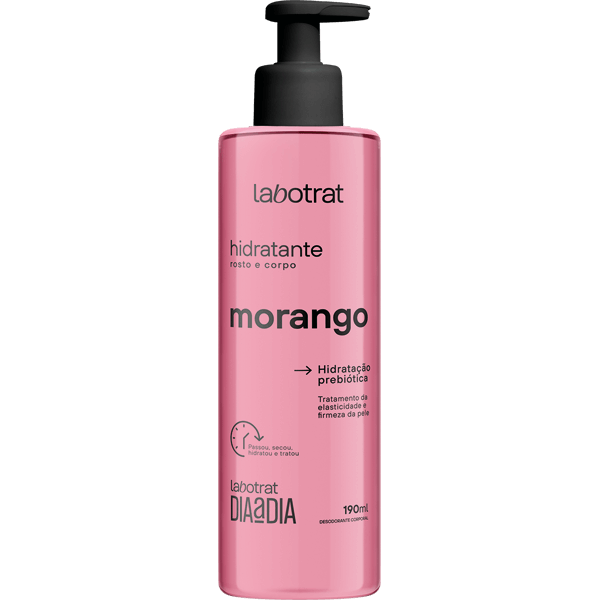 labotrat
hidratante
rosto e corpo
morango
→ Hidratação
prebiótica
Tratamento da
elasticidade e
firmeza da pele
Passou, secou,
hidratou e tratou
labotrat
DIAaDIA
190ml
DESODORANTE CORPORAL